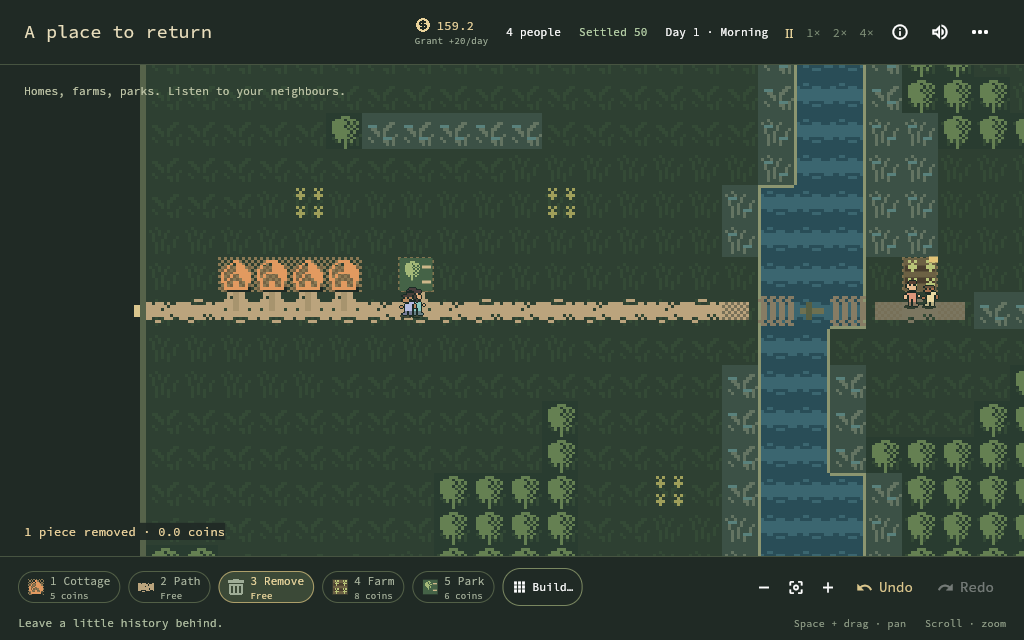 A place to return
159.2
Grant +20/day
4 people
Settled 50
Day 1 · Morning
II 1× 2× 4×
Homes, farms, parks. Listen to your neighbours.
1 piece removed · 0.0 coins
1 Cottage
5 coins
2 Path
Free
3 Remove
Free
4 Farm
8 coins
5 Park
6 coins
Build…
Undo
Redo
Leave a little history behind.
Space + drag · pan
Scroll · zoom